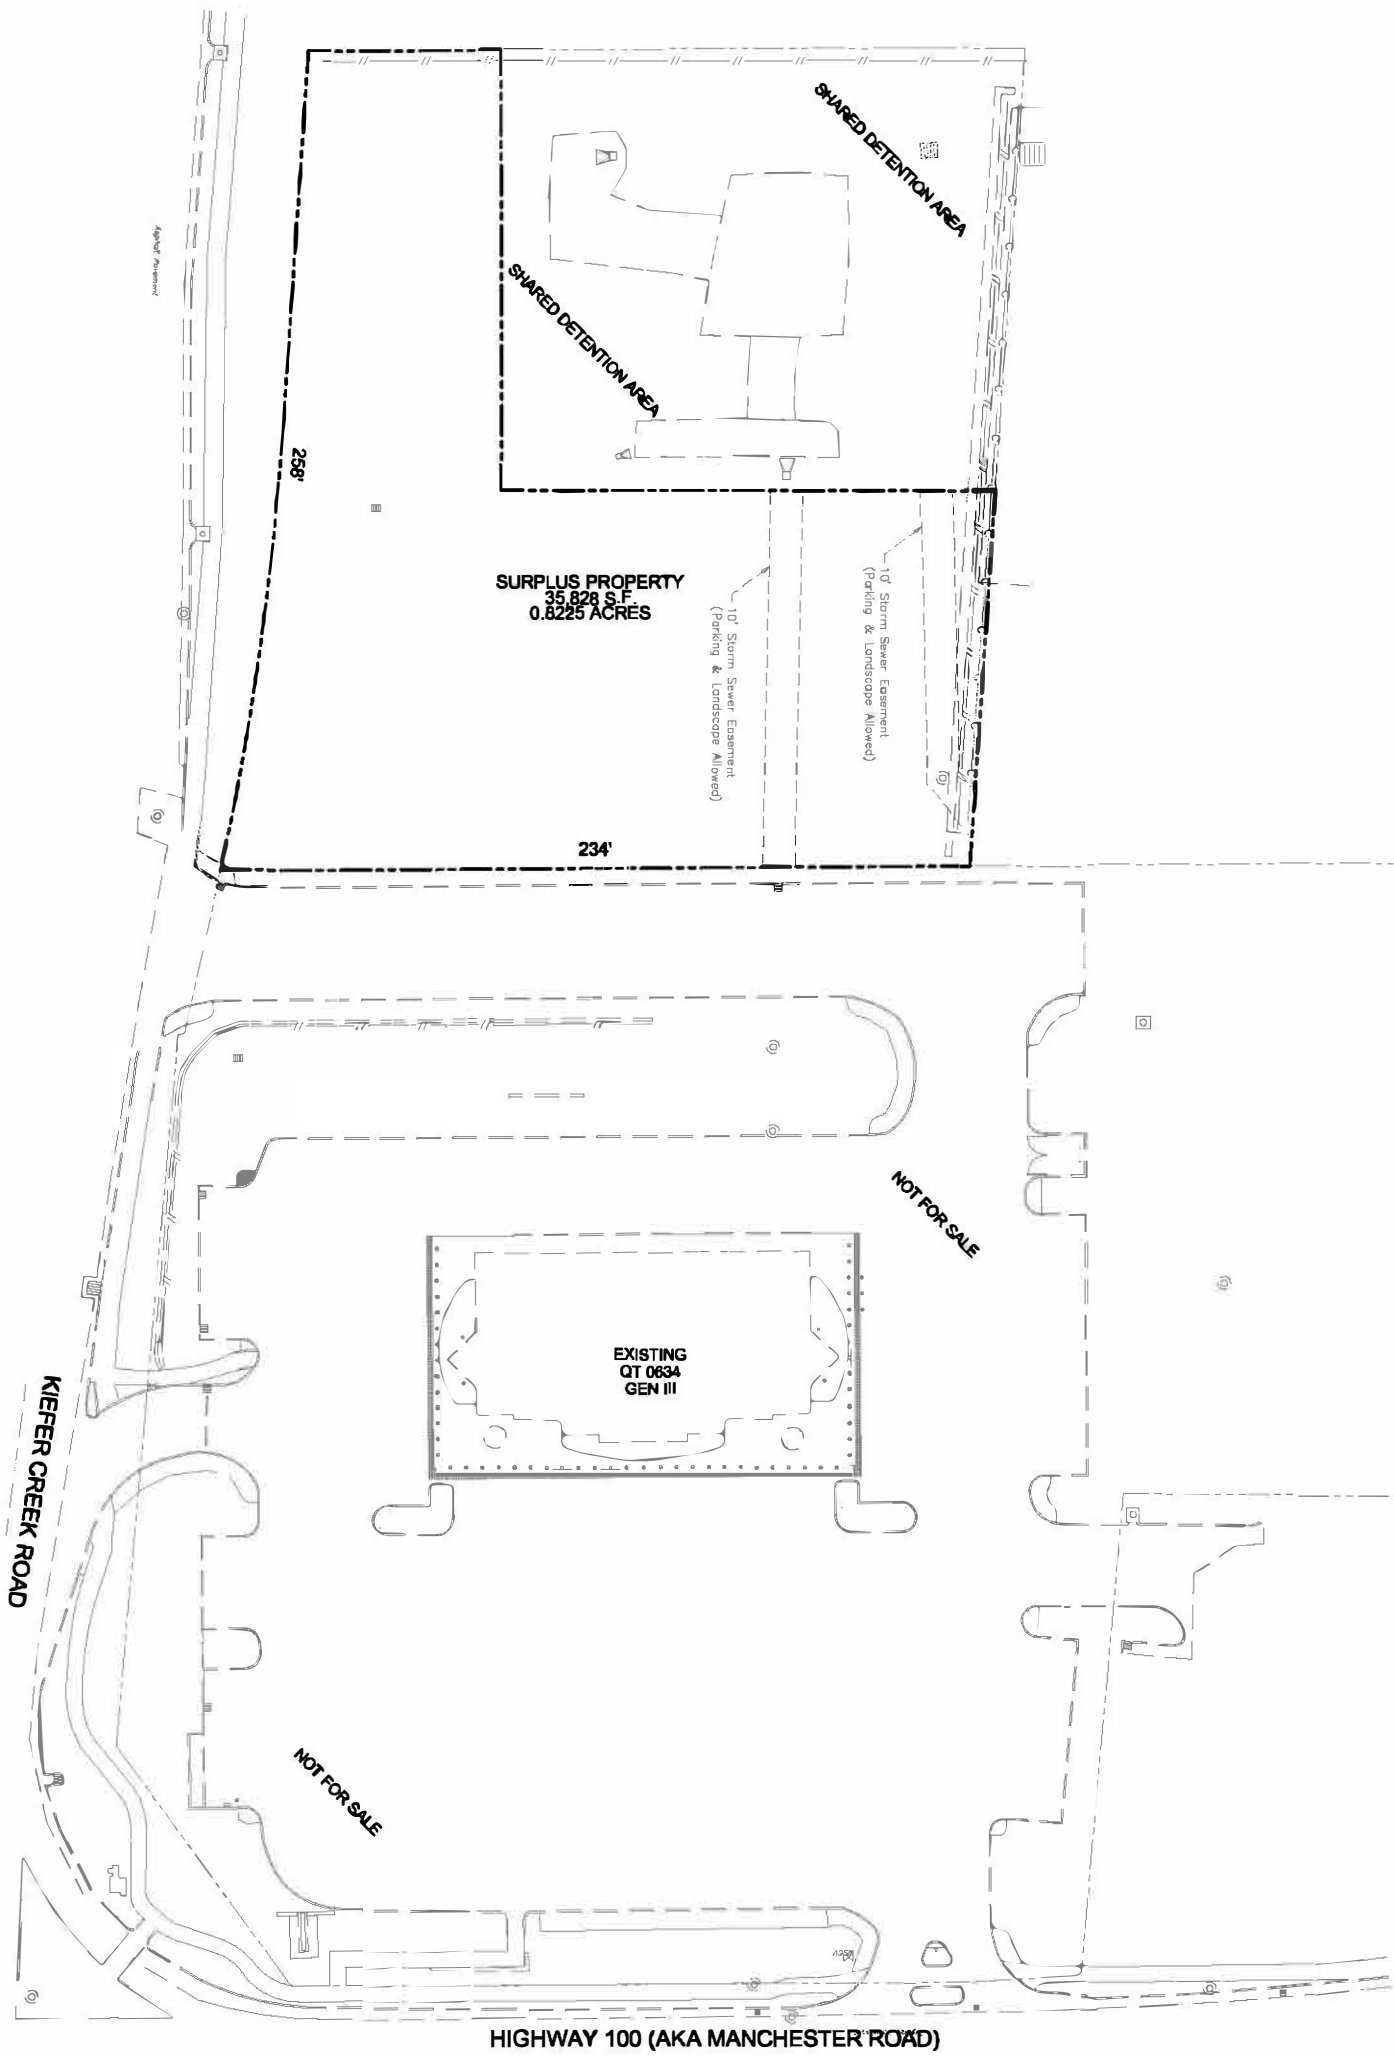 SHARED DETENTION AREA
Asphalt Pavement
SHARED DETENTION AREA
258'
SURPLUS PROPERTY
35,828 S.F.
0.8225 ACRES
10' Storm Sewer Easement
(Parking & Landscape Allowed)
10' Storm Sewer Easement
(Parking & Landscape Allowed)
234'
NOT FOR SALE
EXISTING
QT 0634
GEN III
KIEFER CREEK ROAD
NOT FOR SALE
HIGHWAY 100 (AKA MANCHESTER ROAD)